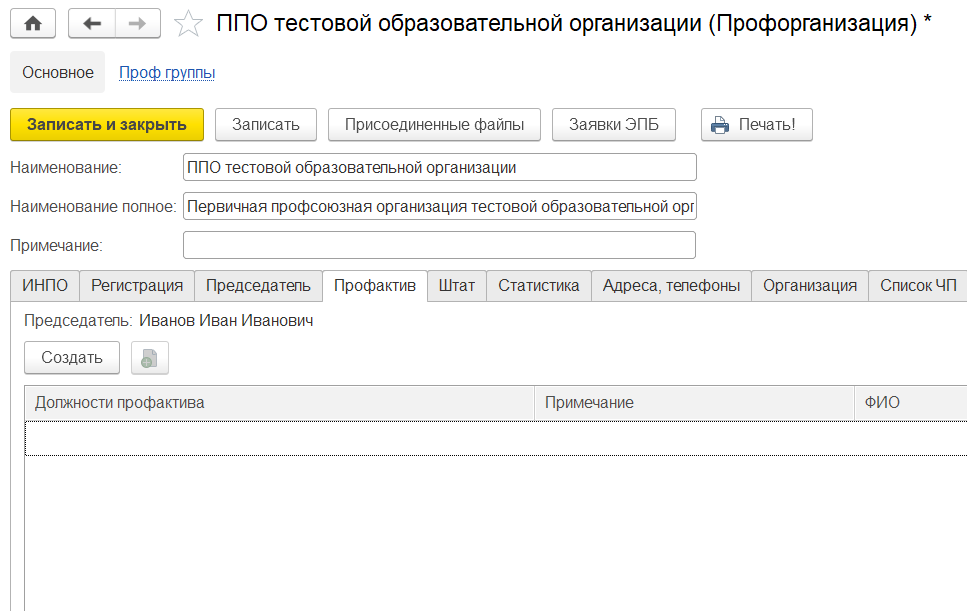 ППО тестовой образовательной организации (Профорганизация) *
Основное Проф группы
Записать и закрыть Записать Присоединенные файлы Заявки ЭПБ Печать!
Наименование: ППО тестовой образовательной организации
Наименование полное: Первичная профсоюзная организация тестовой образовательной орг
Примечание:
ИНПО Регистрация Председатель Профактив Штат Статистика Адреса, телефоны Организация Список ЧП
Председатель: Иванов Иван Иванович
Создать
Должности профактива Примечание ФИО